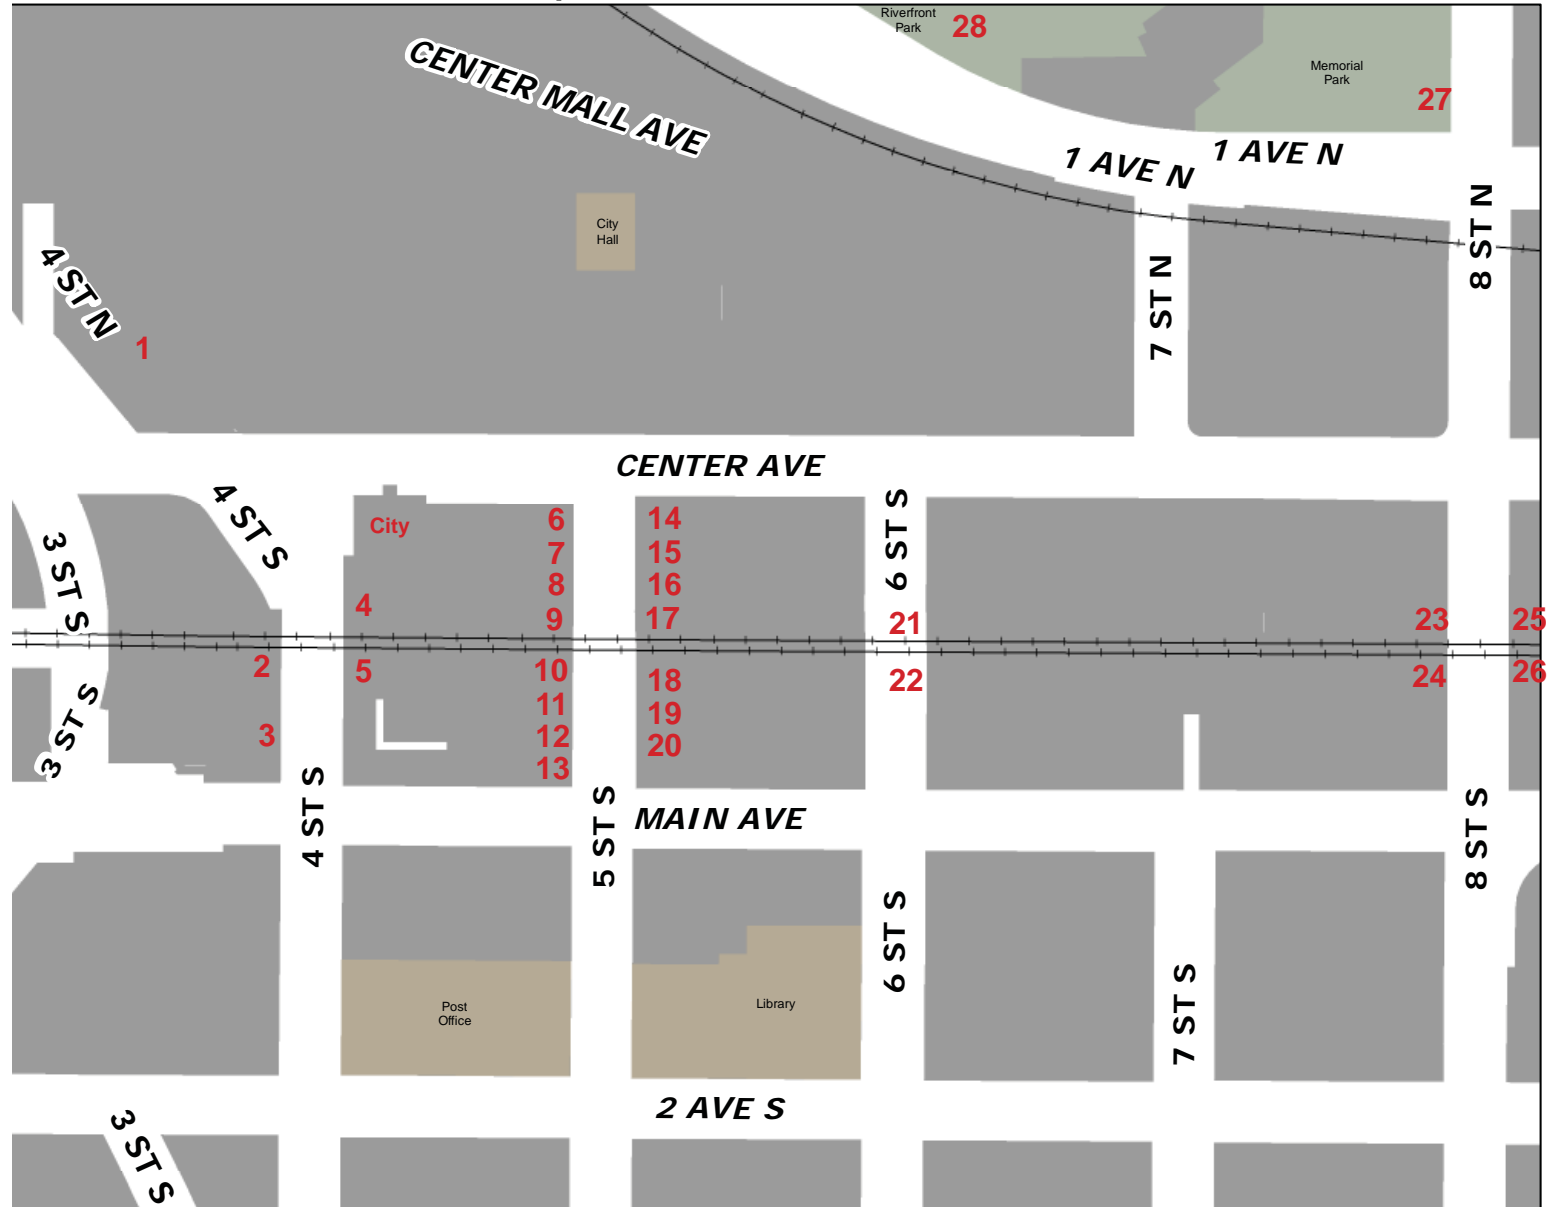 Riverfront
Park
28
CENTER MALL AVE
Memorial
Park
27
1 AVE N
1 AVE N
City
Hall
8 ST N
4 ST N
7 ST N
1
CENTER AVE
4 ST S
City
6
14
6 ST S
3 ST S
7
15
8
16
4
9
17
21
23
25
2
5
10
18
22
24
26
3 ST S
11
19
3
12
20
13
4 ST S
5 ST S
MAIN AVE
8 ST S
6 ST S
Post
Office
Library
7 ST S
2 AVE S
3 ST S